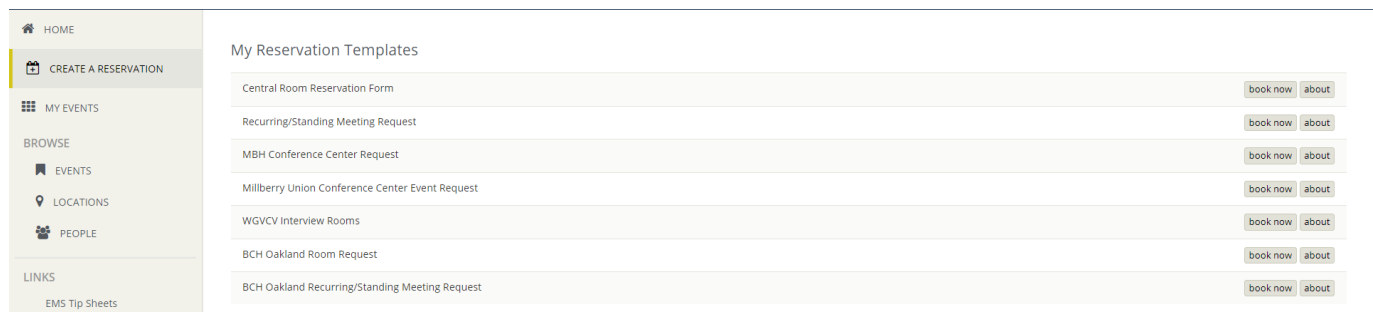 HOME
CREATE A RESERVATION
MY EVENTS
BROWSE
EVENTS
LOCATIONS
PEOPLE
LINKS
EMS Tip Sheets
My Reservation Templates
Central Room Reservation Form book now about
Recurring/Standing Meeting Request book now about
MBH Conference Center Request book now about
Millberry Union Conference Center Event Request book now about
WGVCV Interview Rooms book now about
BCH Oakland Room Request book now about
BCH Oakland Recurring/Standing Meeting Request book now about